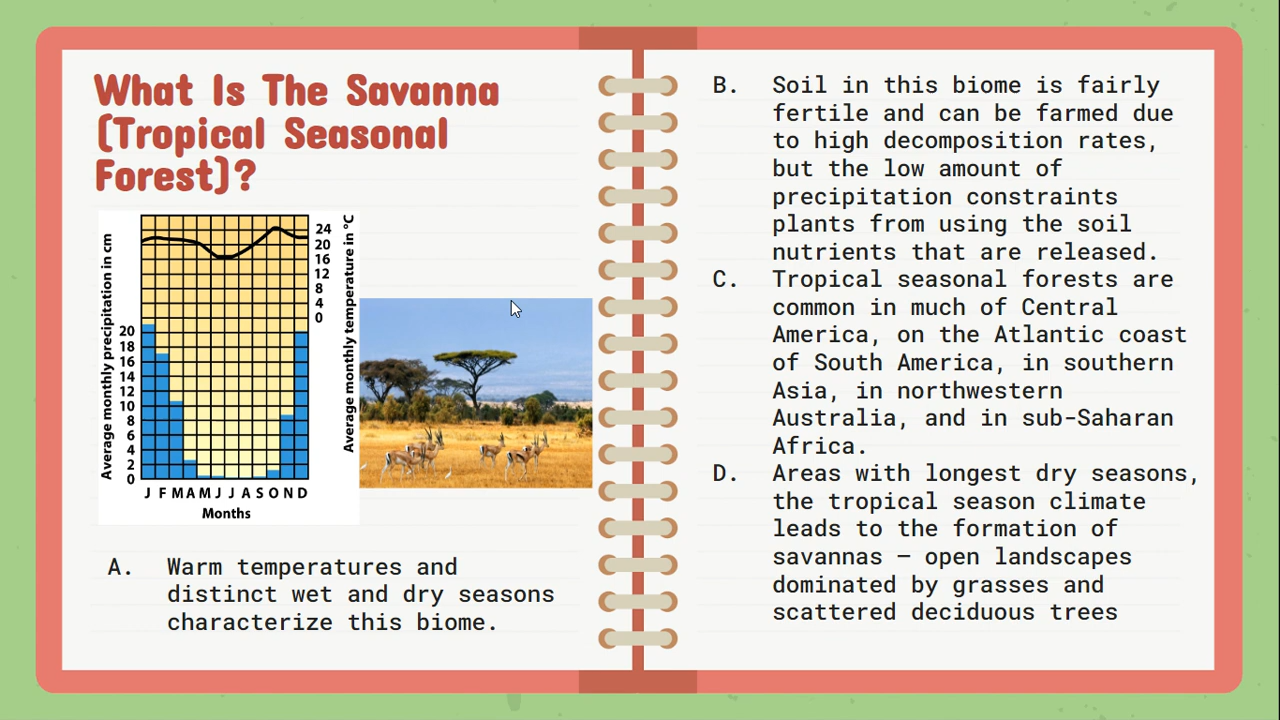 What Is The Savanna
(Tropical Seasonal
Forest)?
Average monthly precipitation in cm
24
20
16
12
8
4
0
20
18
16
14
12
10
8
6
4
2
0
Average monthly temperature in °C
J F M A M J J A S O N D
Months
A. Warm temperatures and
distinct wet and dry seasons
characterize this biome.
B. Soil in this biome is fairly
fertile and can be farmed due
to high decomposition rates,
but the low amount of
precipitation constraints
plants from using the soil
nutrients that are released.
C. Tropical seasonal forests are
common in much of Central
America, on the Atlantic coast
of South America, in southern
Asia, in northwestern
Australia, and in sub-Saharan
Africa.
D. Areas with longest dry seasons,
the tropical season climate
leads to the formation of
savannas – open landscapes
dominated by grasses and
scattered deciduous trees